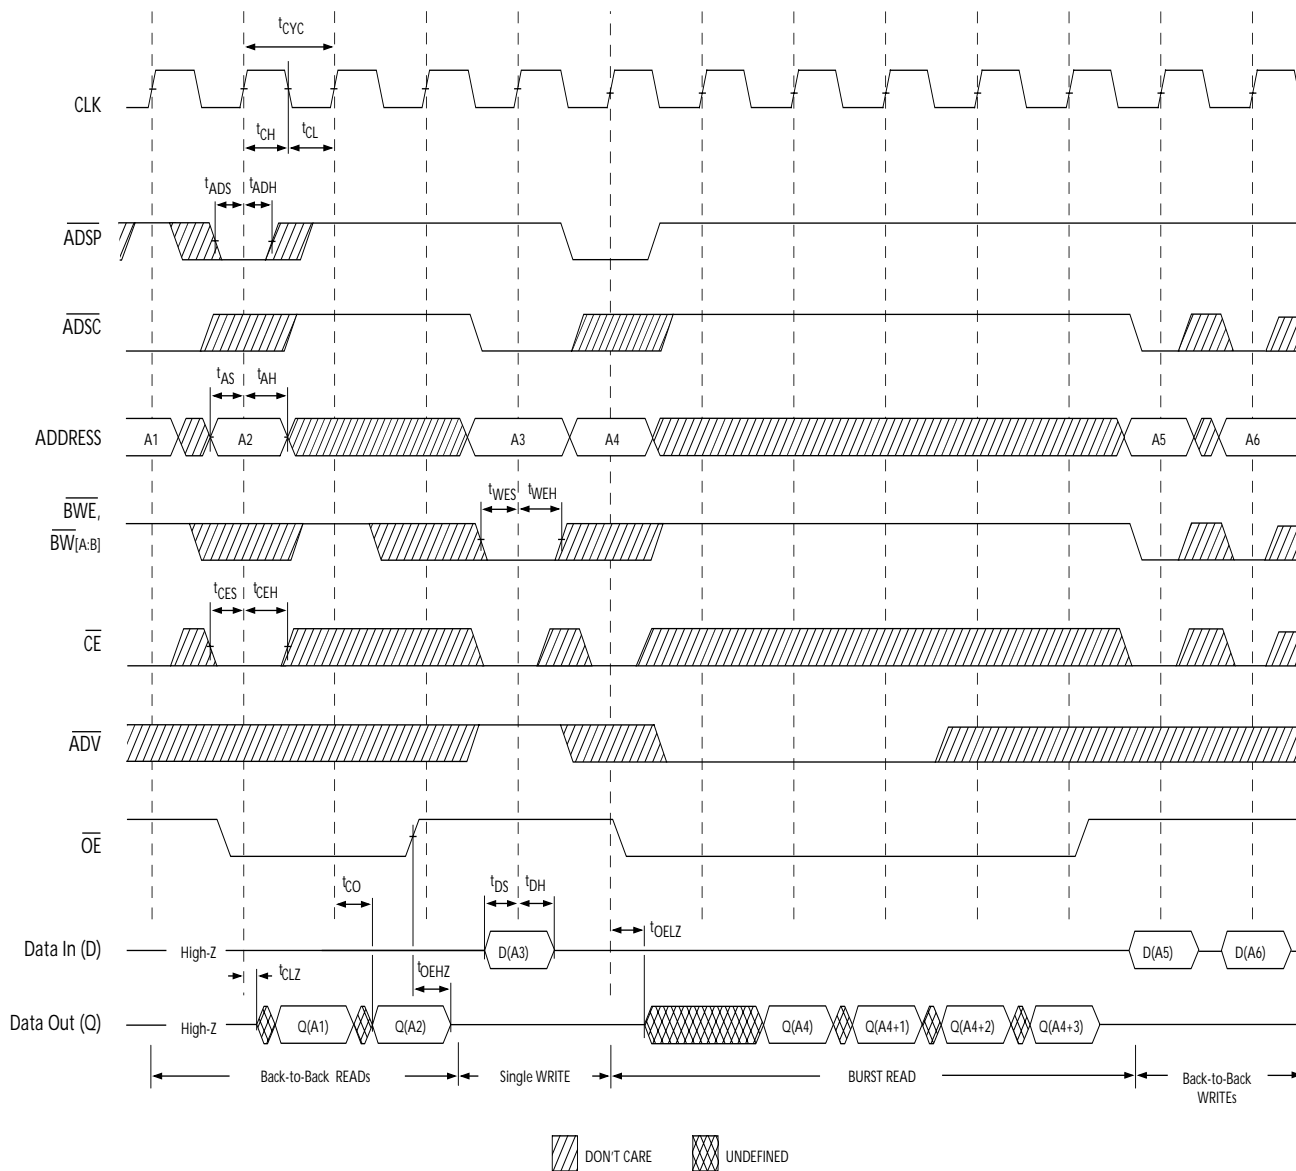 tCYC
CLK
tCH
tCL
tADS
tADH
ADSP
ADSC
tAS
tAH
ADDRESS
A1
A2
A3
A4
A5
A6
tWES
tWEH
BWE,
BW[A:B]
tCES
tCEH
CE
ADV
OE
tCO
tDS
tDH
tOELZ
Data In (D)
High-Z
D(A3)
D(A5)
D(A6)
tCLZ
tOEHZ
Data Out (Q)
High-Z
Q(A1)
Q(A2)
Q(A4)
Q(A4+1)
Q(A4+2)
Q(A4+3)
Back-to-Back READs
Single WRITE
BURST READ
Back-to-Back
WRITEs
DON'T CARE
UNDEFINED